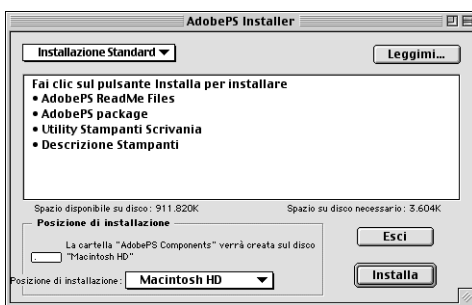 AdobePS Installer
Installazione Standard
Leggimi...
Fai clic sul pulsante Installa per installare
• AdobePS ReadMe Files
• AdobePS package
• Utility Stampanti Scrivania
• Descrizione Stampanti
Spazio disponibile su disco: 911.820K
Spazio su disco necessario: 3.604K
Posizione di installazione
La cartella "AdobePS Components" verrà creata sul disco
"Macintosh HD"
Esci
Posizione di installazione:
Macintosh HD
Installa